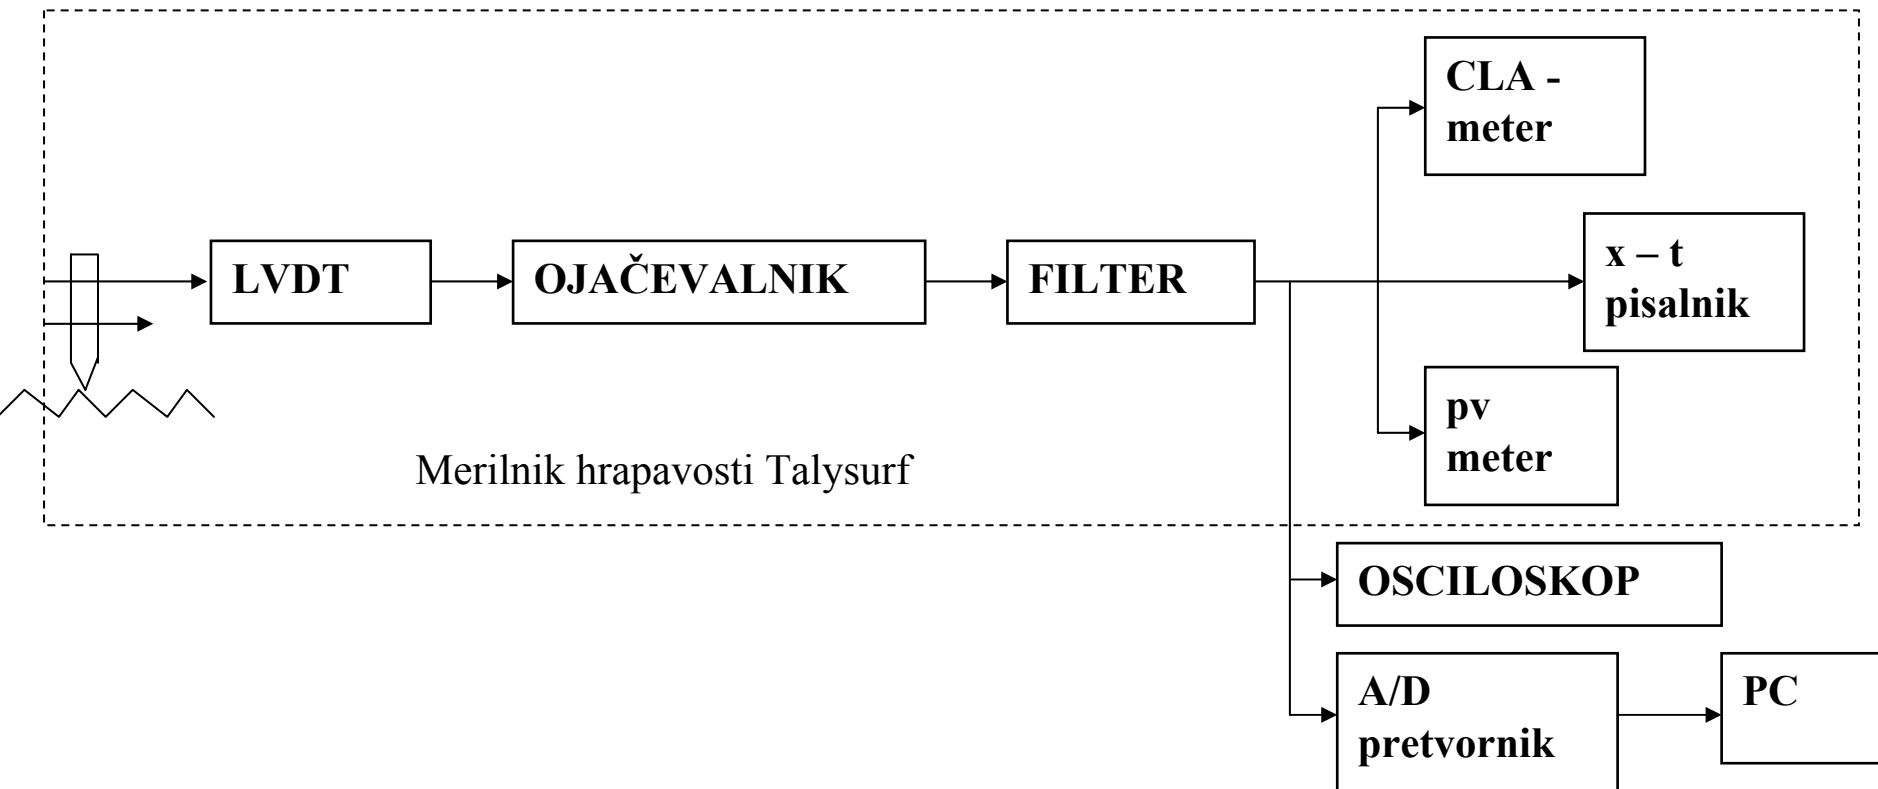 CLA -
meter
LVDT
OJAČEVALNIK
FILTER
x – t
pisalnik
pv
meter
Merilnik hrapavosti Talysurf
OSCILOSKOP
A/D
pretvornik
PC